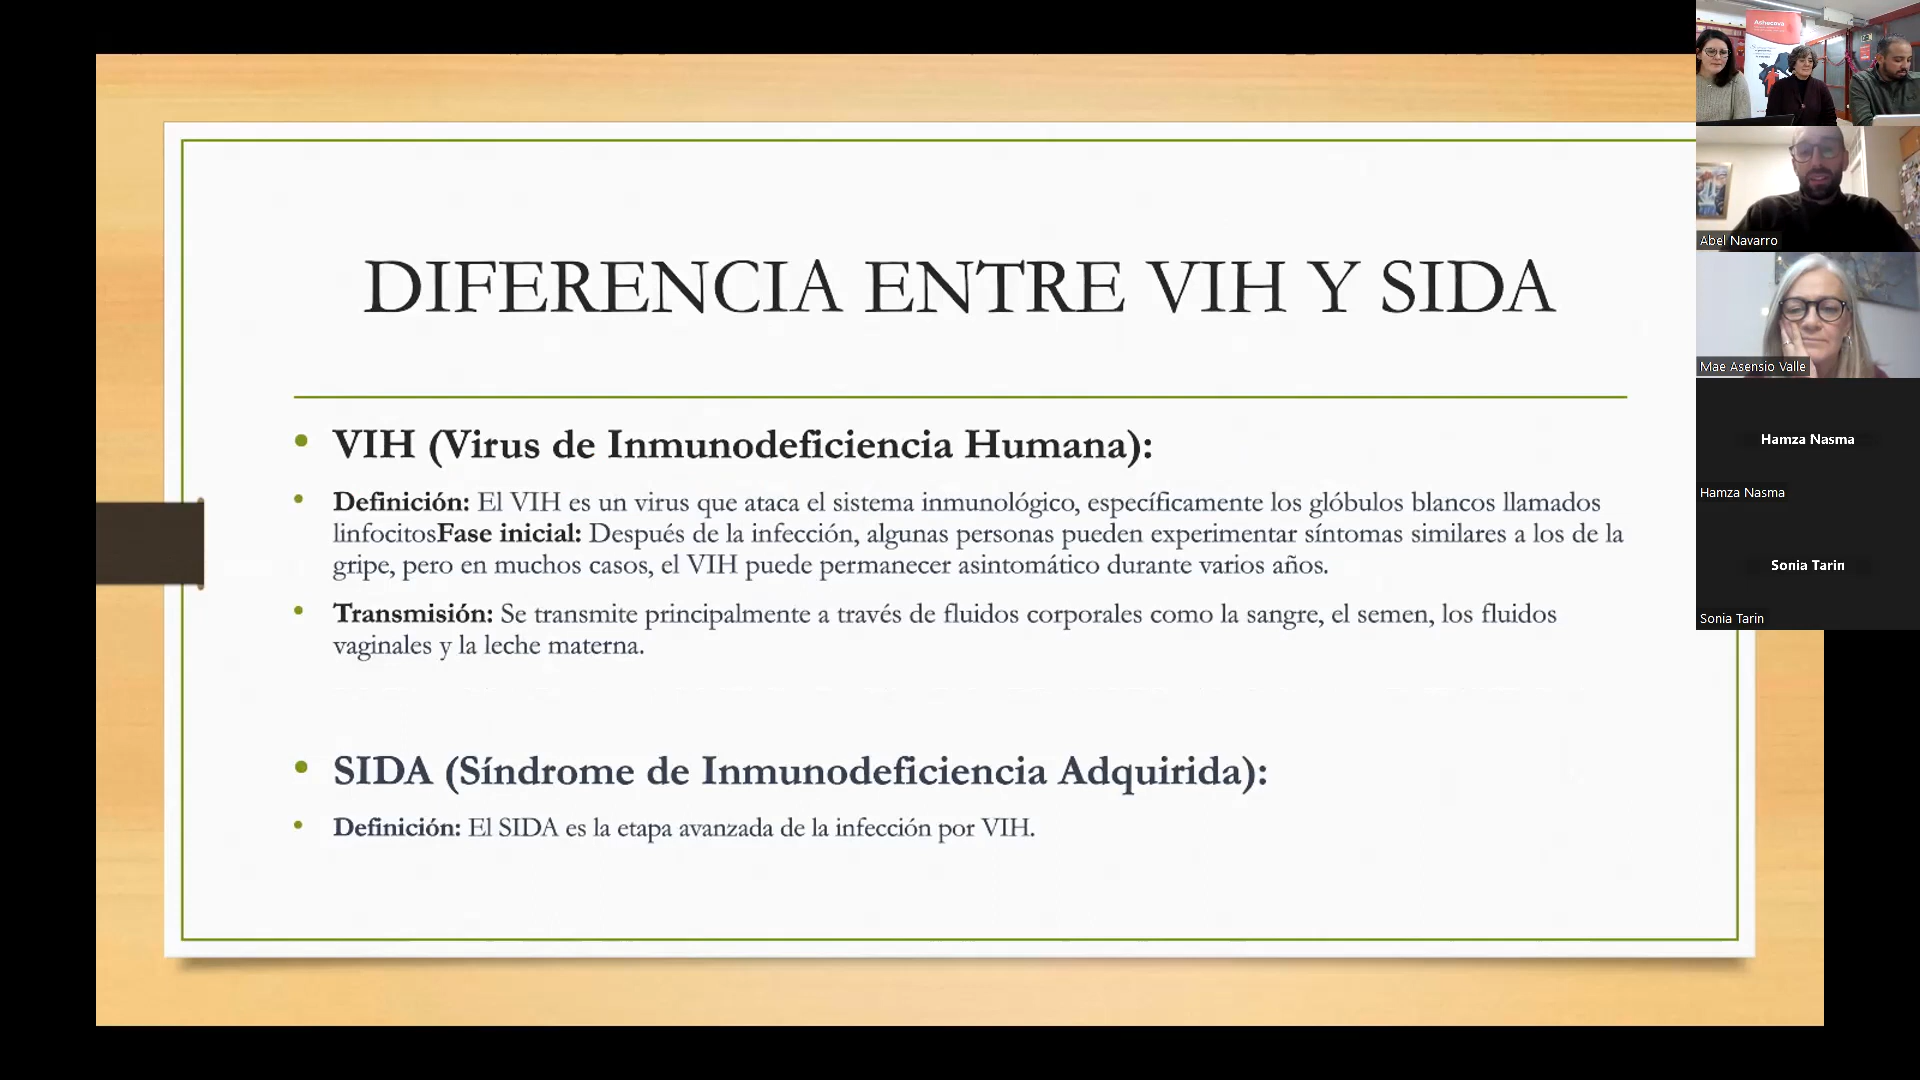 DIFERENCIA ENTRE VIH Y SIDA
• VIH (Virus de Inmunodeficiencia Humana):
• Definición: El VIH es un virus que ataca el sistema inmunológico, específicamente los glóbulos blancos llamados
linfocitosFase inicial: Después de la infección, algunas personas pueden experimentar síntomas similares a los de la
gripe, pero en muchos casos, el VIH puede permanecer asintomático durante varios años.
• Transmisión: Se transmite principalmente a través de fluidos corporales como la sangre, el semen, los fluidos
vaginales y la leche materna.
• SIDA (Síndrome de Inmunodeficiencia Adquirida):
• Definición: El SIDA es la etapa avanzada de la infección por VIH.
Abel Navarro
Mae Asensio Valle
Hamza Nasma
Hamza Nasma
Sonia Tarin
Sonia Tarin